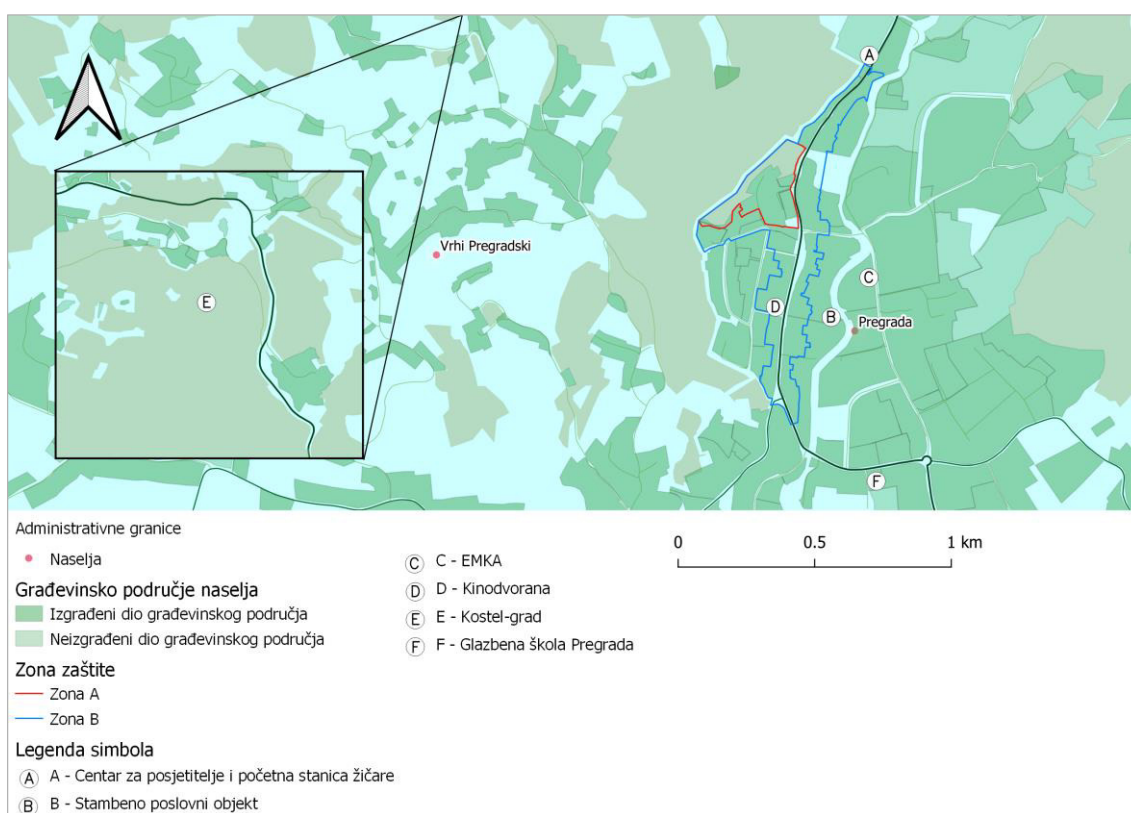 A
E
Vrhi Pregradski
C
D
B
Pregrada
F
Administrativne granice
Naselja
Građevinsko područje naselja
Izgrađeni dio građevinskog područja
Neizgrađeni dio građevinskog područja
Zona zaštite
Zona A
Zona B
Legenda simbola
A A - Centar za posjetitelje i početna stanica žičare
B B - Stambeno poslovni objekt
C C - EMKA
D D - Kinodvorana
E E - Kostel-grad
F F - Glazbena škola Pregrada
0 0.5 1 km